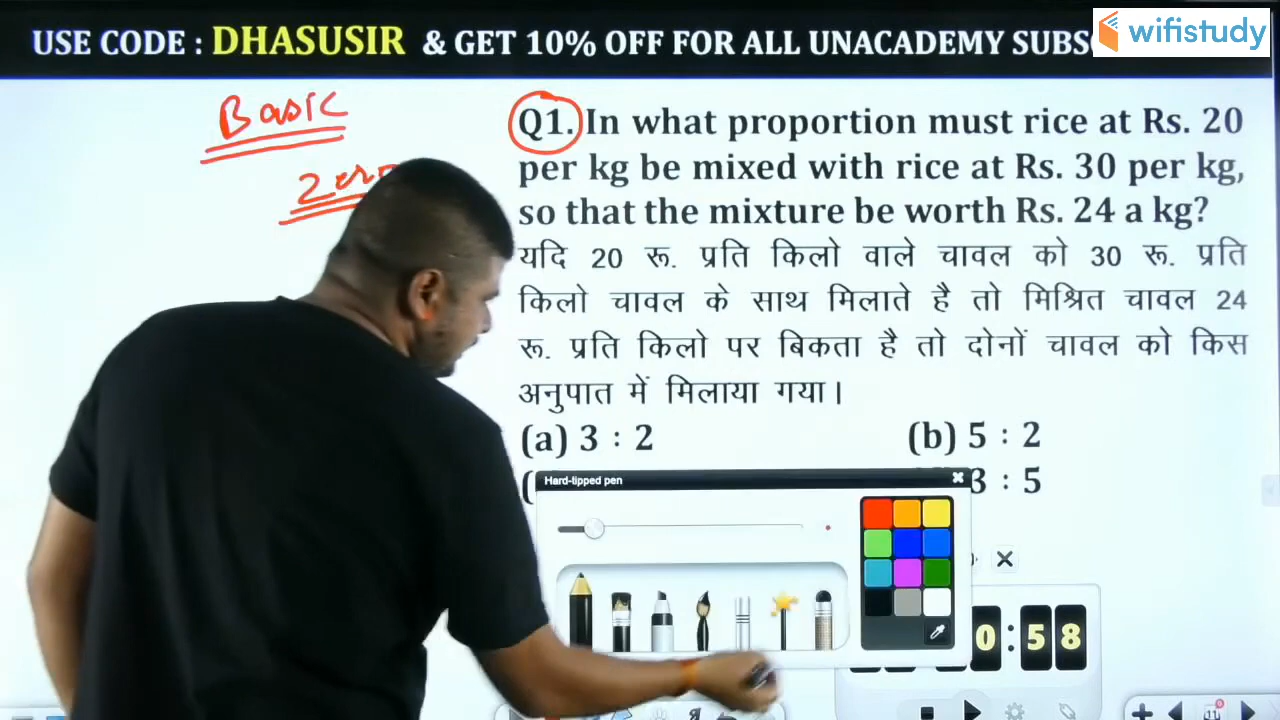 USE CODE : DHASUSIR & GET 10% OFF FOR ALL UNACADEMY
wifistudy
Basic
Q1. In what proportion must rice at Rs. 20
per kg be mixed with rice at Rs. 30 per kg,
so that the mixture be worth Rs. 24 a kg?
यदि 20 रू. प्रति किलो वाले चावल को 30 रू. प्रति
किलो चावल के साथ मिलाते है तो मिश्रित चावल 24
रू. प्रति किलो पर बिकता है तो दोनों चावल को किस
अनुपात में मिलाया गया।
(a) 3 : 2 (b) 5 : 2
3 : 5
Hard-tipped pen
0:58
11